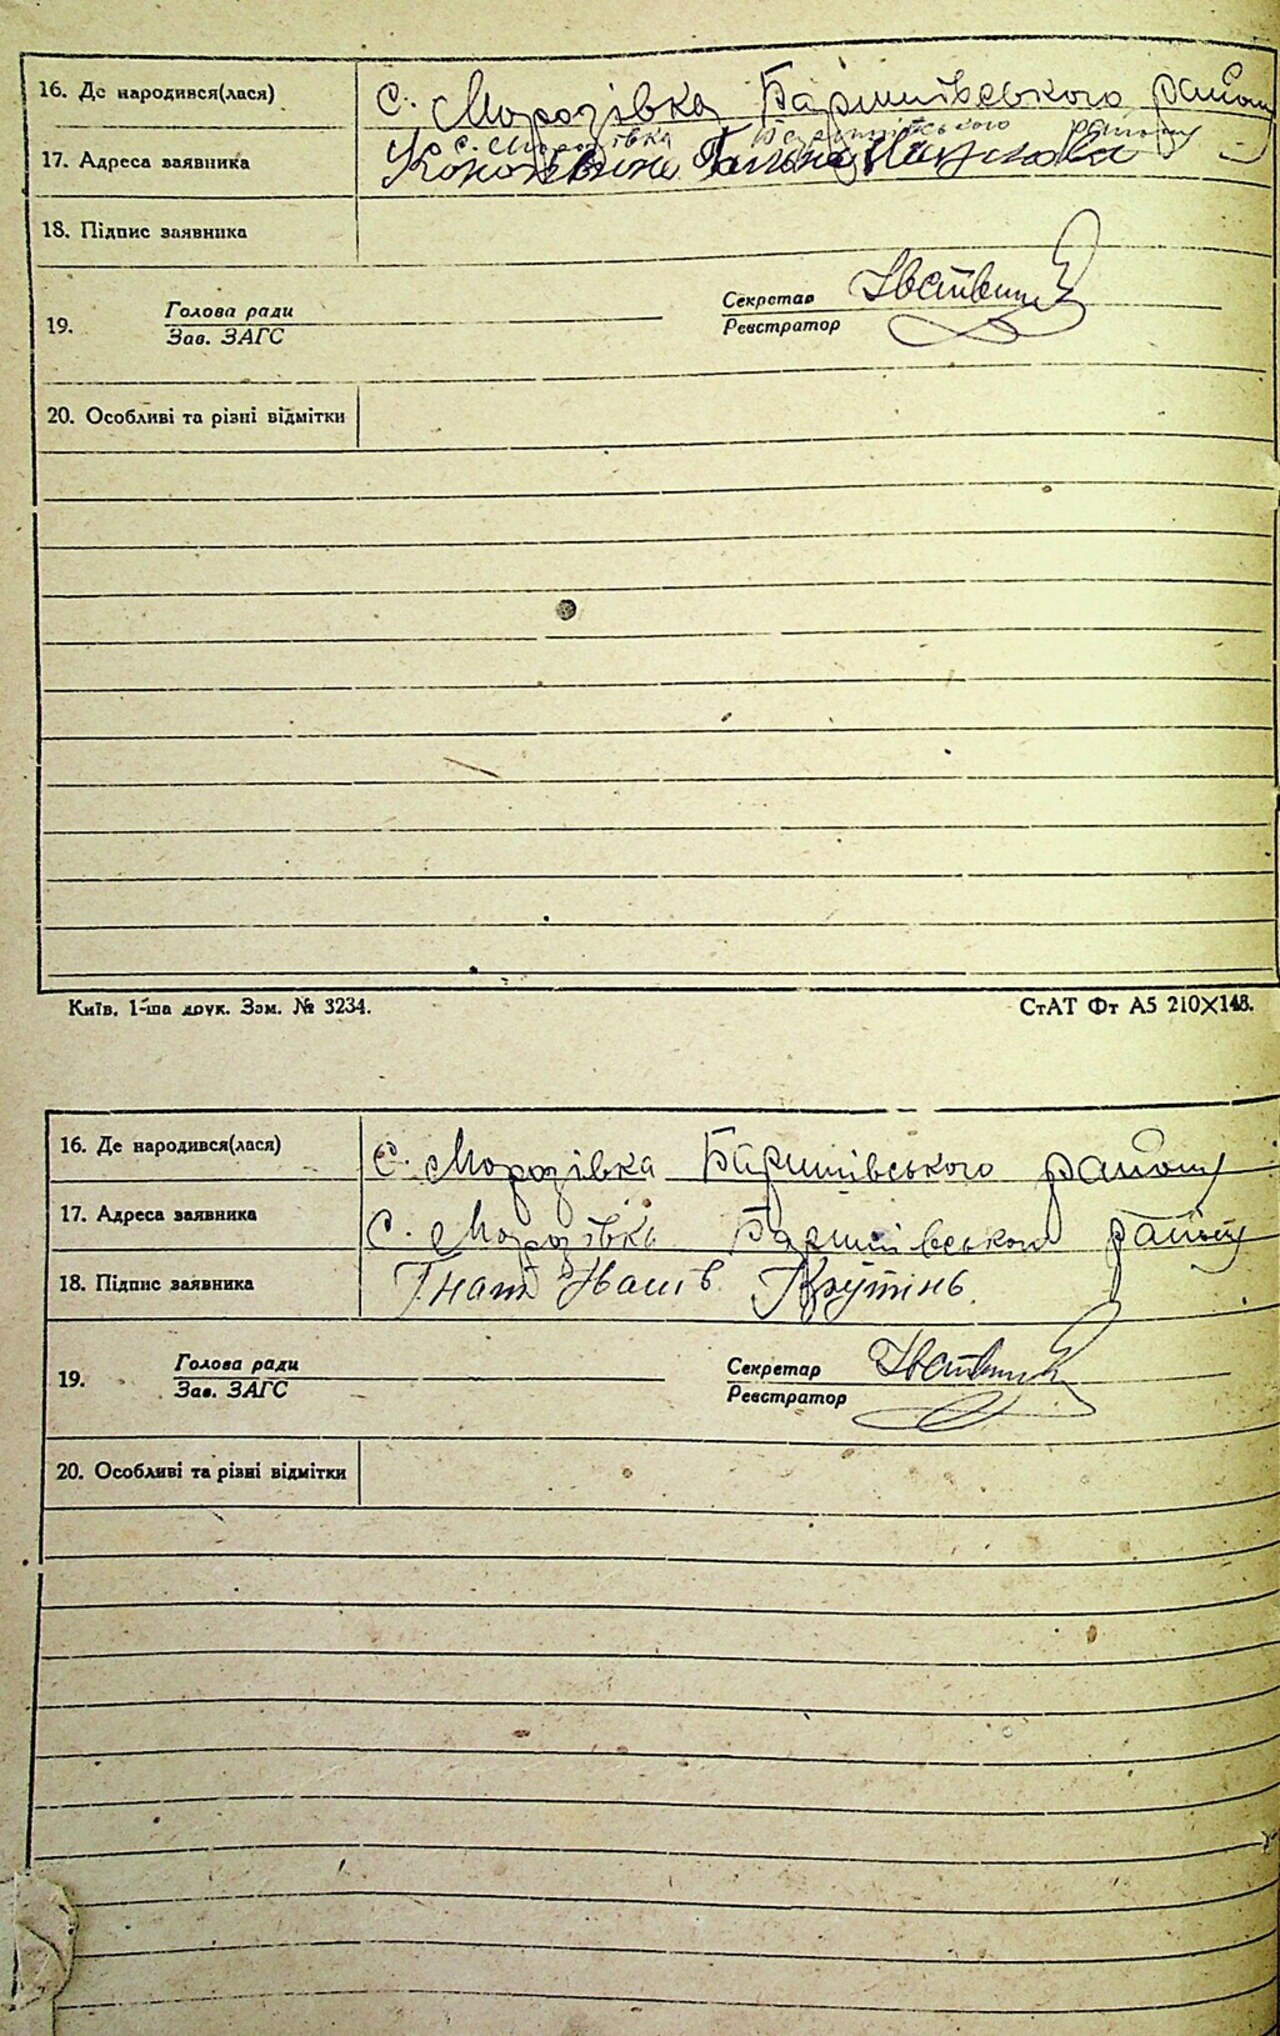 16. Де народився(лася) с. Морозівка Баришівського району
с. Морозівка Баришівського району
17. Адреса заявника Галина
18. Підпис заявника
19. Голова ради Секретар
Зав. ЗАГС Реєстратор
20. Особливі та різні відмітки
Київ. 1-ша друк. Зам. № 3234. СтАТ Фт А5 210×148.
16. Де народився(лася) С. Морозівка Баришівського району
17. Адреса заявника С. Морозівка Баришівського району
18. Підпис заявника Гнат Крутінь
19. Голова ради Секретар
Зав. ЗАГС Реєстратор
20. Особливі та різні відмітки